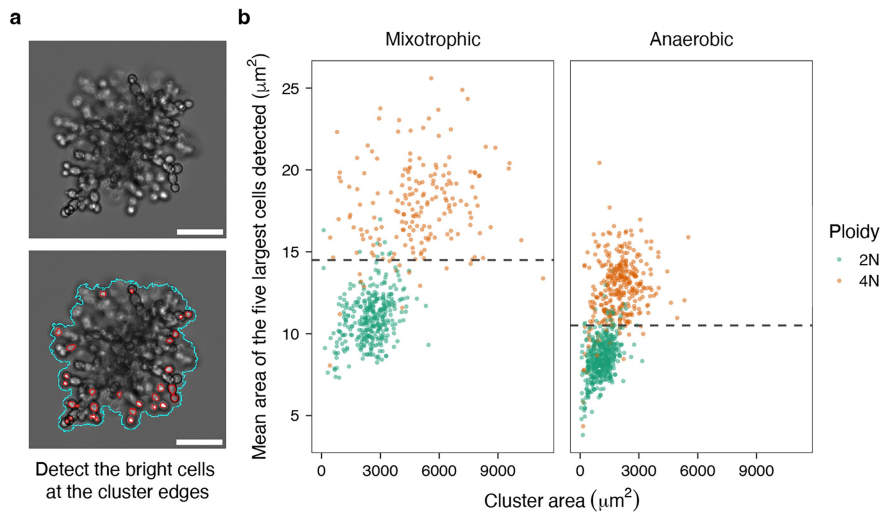 a
b
Mixotrophic
Anaerobic
Mean area of the five largest cells detected (μm²)
25
20
15
10
5
0
3000
6000
9000
0
3000
6000
9000
Cluster area (μm²)
Ploidy
2N
4N
Detect the bright cells
at the cluster edges